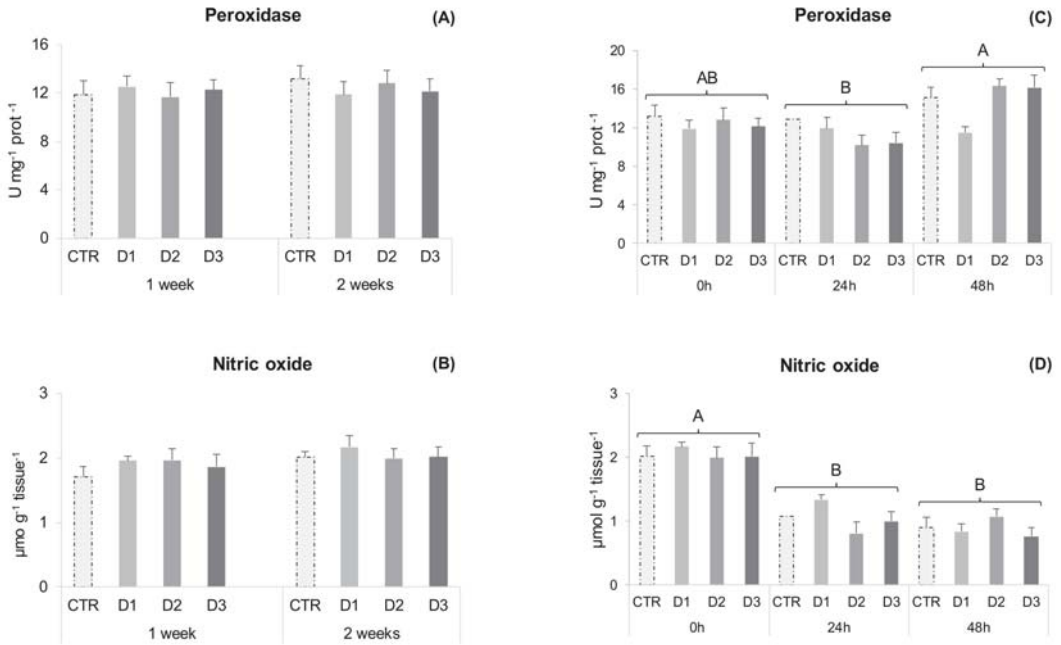 Peroxidase (A)
U mg⁻¹ prot ⁻¹
16
12
8
4
0
CTR D1 D2 D3 CTR D1 D2 D3
1 week 2 weeks
Peroxidase (C)
U mg⁻¹ prot ⁻¹
20
16
12
8
4
0
AB
B
A
CTR D1 D2 D3 CTR D1 D2 D3 CTR D1 D2 D3
0h 24h 48h
Nitric oxide (B)
µmo g⁻¹ tissue⁻¹
3
2
1
0
CTR D1 D2 D3 CTR D1 D2 D3
1 week 2 weeks
Nitric oxide (D)
µmol g⁻¹ tissue⁻¹
3
2
1
0
A
B
B
CTR D1 D2 D3 CTR D1 D2 D3 CTR D1 D2 D3
0h 24h 48h